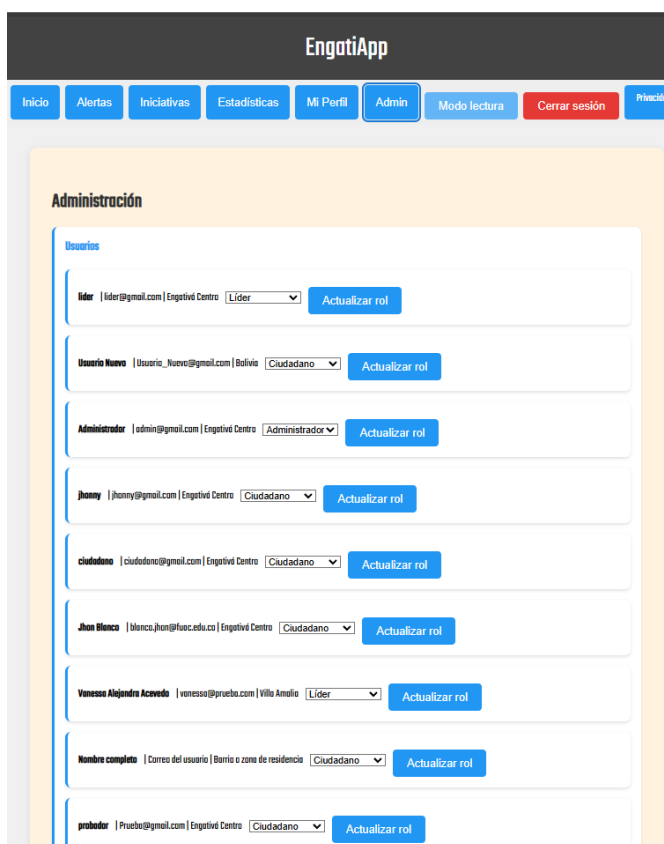 EngatiApp
Inicio Alertas Iniciativas Estadísticas Mi Perfil Admin Modo lectura Cerrar sesión
Administración
Usuarios
lider | lider@gmail.com | Engativá Centro Líder Actualizar rol
Usuario Nuevo | Usuario_Nuevo@gmail.com | Bolivia Ciudadano Actualizar rol
Administrador | admin@gmail.com | Engativá Centro Administrador Actualizar rol
jhonny | jhonny@gmail.com | Engativá Centro Ciudadano Actualizar rol
ciudadano | ciudadano@gmail.com | Engativá Centro Ciudadano Actualizar rol
Jhon Blanco | blanco.jhon@fuac.edu.co | Engativá Centro Ciudadano Actualizar rol
Vanessa Alejandra Acevedo | vanessa@prueba.com | Villa Amalia Líder Actualizar rol
Nombre completo | Correo del usuario | Barrio o zona de residencia Ciudadano Actualizar rol
probador | Prueba@gmail.com | Engativá Centro Ciudadano Actualizar rol